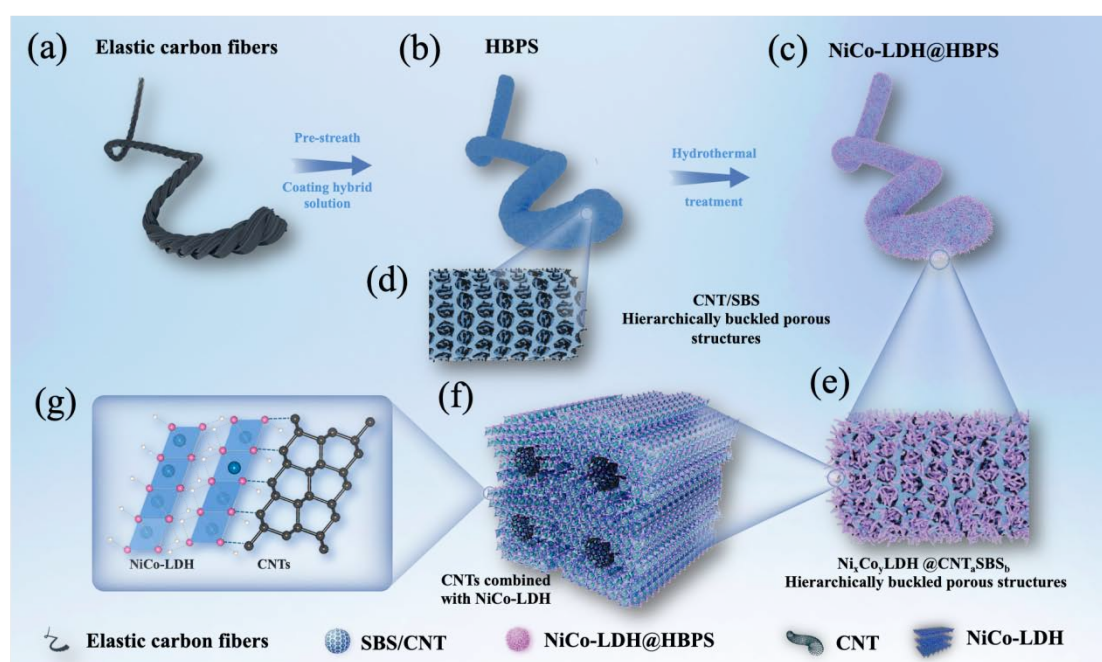 (a)
Elastic carbon fibers
(b)
HBPS
(c)
NiCo-LDH@HBPS
Pre-streath
Coating hybrid
solution
Hydrothermal
treatment
(d)
CNT/SBS
Hierarchically buckled porous
structures
(g)
NiCo-LDH
CNTs
(f)
CNTs combined
with NiCo-LDH
(e)
NiₓCoᵧLDH @CNTₐSBS_b
Hierarchically buckled porous structures
Elastic carbon fibers
SBS/CNT
NiCo-LDH@HBPS
CNT
NiCo-LDH